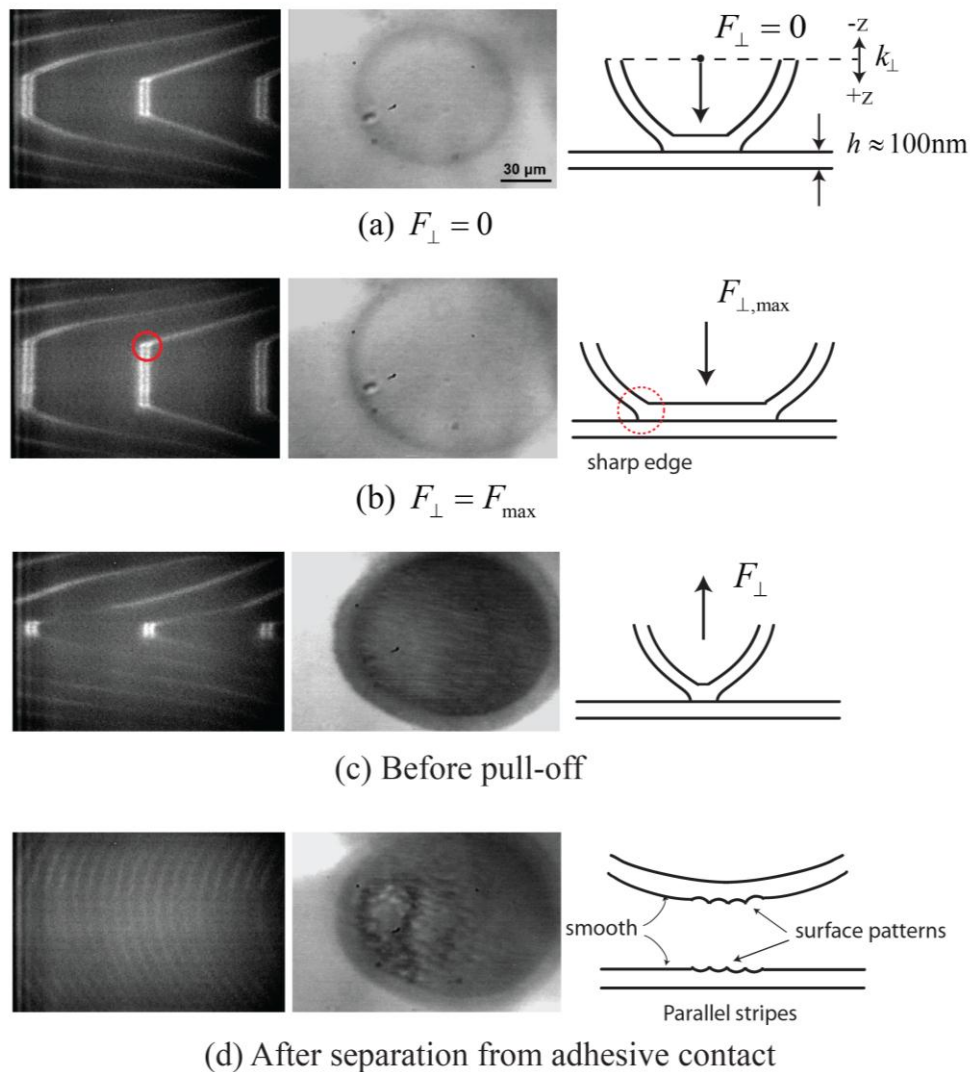 F⊥ = 0
-z
k⊥
+z
h ≈ 100nm
30 µm
(a) F⊥ = 0
F⊥,max
sharp edge
(b) F⊥ = Fmax
F⊥
(c) Before pull-off
smooth
surface patterns
Parallel stripes
(d) After separation from adhesive contact